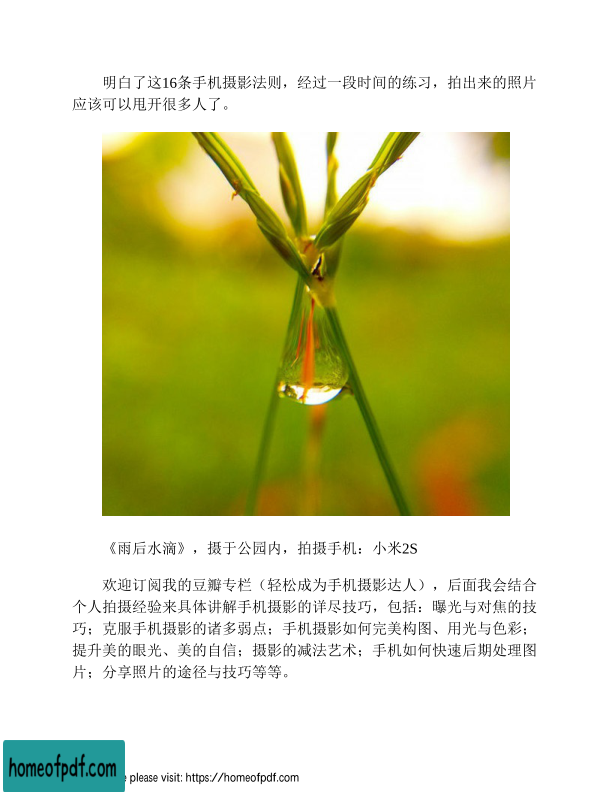 明白了这16条手机摄影法则，经过一段时间的练习，拍出来的照片
应该可以甩开很多人了。
《雨后水滴》，摄于公园内，拍摄手机：小米2S
欢迎订阅我的豆瓣专栏（轻松成为手机摄影达人），后面我会结合
个人拍摄经验来具体讲解手机摄影的详尽技巧，包括：曝光与对焦的技
巧；克服手机摄影的诸多弱点；手机摄影如何完美构图、用光与色彩；
提升美的眼光、美的自信；摄影的减法艺术；手机如何快速后期处理图
片；分享照片的途径与技巧等等。
homeofpdf.com
please visit: https://homeofpdf.com